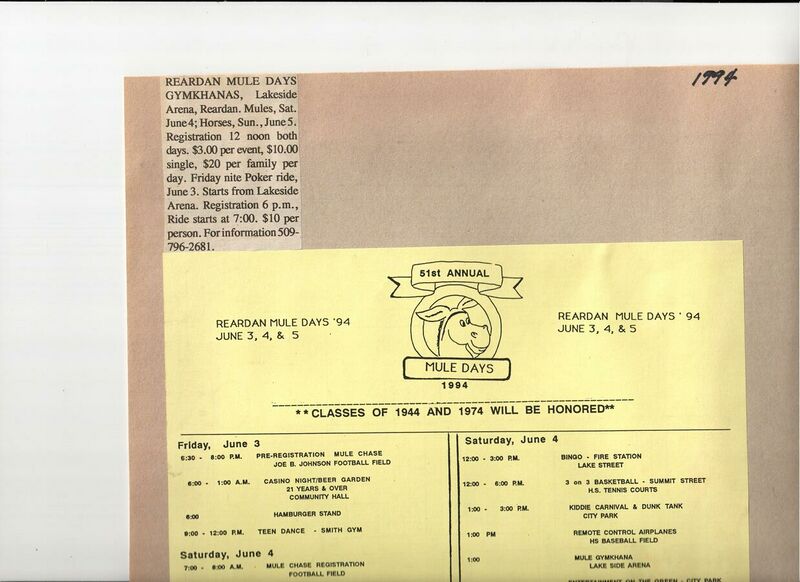 1994
REARDAN MULE DAYS
GYMKHANAS, Lakeside
Arena, Reardan. Mules, Sat.
June 4; Horses, Sun., June 5.
Registration 12 noon both
days. $3.00 per event, $10.00
single, $20 per family per
day. Friday nite Poker ride,
June 3. Starts from Lakeside
Arena. Registration 6 p.m.,
Ride starts at 7:00. $10 per
person. For information 509-
796-2681.
51st ANNUAL
REARDAN MULE DAYS '94
JUNE 3, 4, & 5
MULE DAYS
1994
REARDAN MULE DAYS ' 94
JUNE 3, 4, & 5
**CLASSES OF 1944 AND 1974 WILL BE HONORED**
Friday, June 3
6:30 - 8:00 P.M. PRE-REGISTRATION MULE CHASE
JOE B. JOHNSON FOOTBALL FIELD
6:00 - 1:00 A.M. CASINO NIGHT/BEER GARDEN
21 YEARS & OVER
COMMUNITY HALL
6:00 HAMBURGER STAND
9:00 - 12:00 P.M. TEEN DANCE - SMITH GYM
Saturday, June 4
7:00 - 8:00 A.M. MULE CHASE REGISTRATION
FOOTBALL FIELD
Saturday, June 4
12:00 - 3:00 P.M. BINGO - FIRE STATION
LAKE STREET
12:00 - 6:00 P.M. 3 on 3 BASKETBALL - SUMMIT STREET
H.S. TENNIS COURTS
1:00 - 3:00 P.M. KIDDIE CARNIVAL & DUNK TANK
CITY PARK
1:00 PM REMOTE CONTROL AIRPLANES
HS BASEBALL FIELD
1:00 MULE GYMKHANA
LAKE SIDE ARENA
ENTERTAINMENT ON THE GREEN - CITY PARK